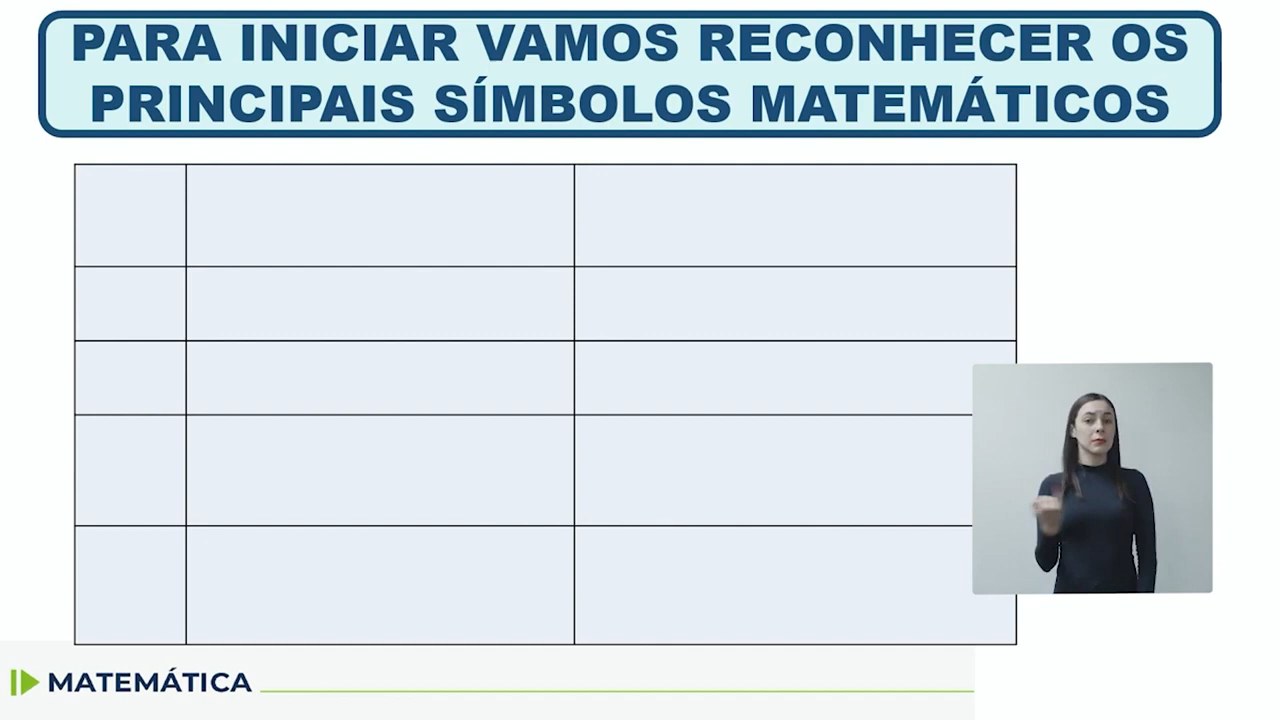 PARA INICIAR VAMOS RECONHECER OS
PRINCIPAIS SÍMBOLOS MATEMÁTICOS
MATEMÁTICA